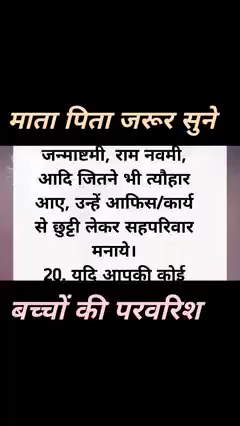 माता पिता जरूर सुने
जन्माष्टमी, राम नवमी,
आदि जितने भी त्यौहार
आए, उन्हें आफिस/कार्य
से छुट्टी लेकर सहपरिवार
मनाये।
20, यदि आपकी कोई
बच्चों की परवरिश